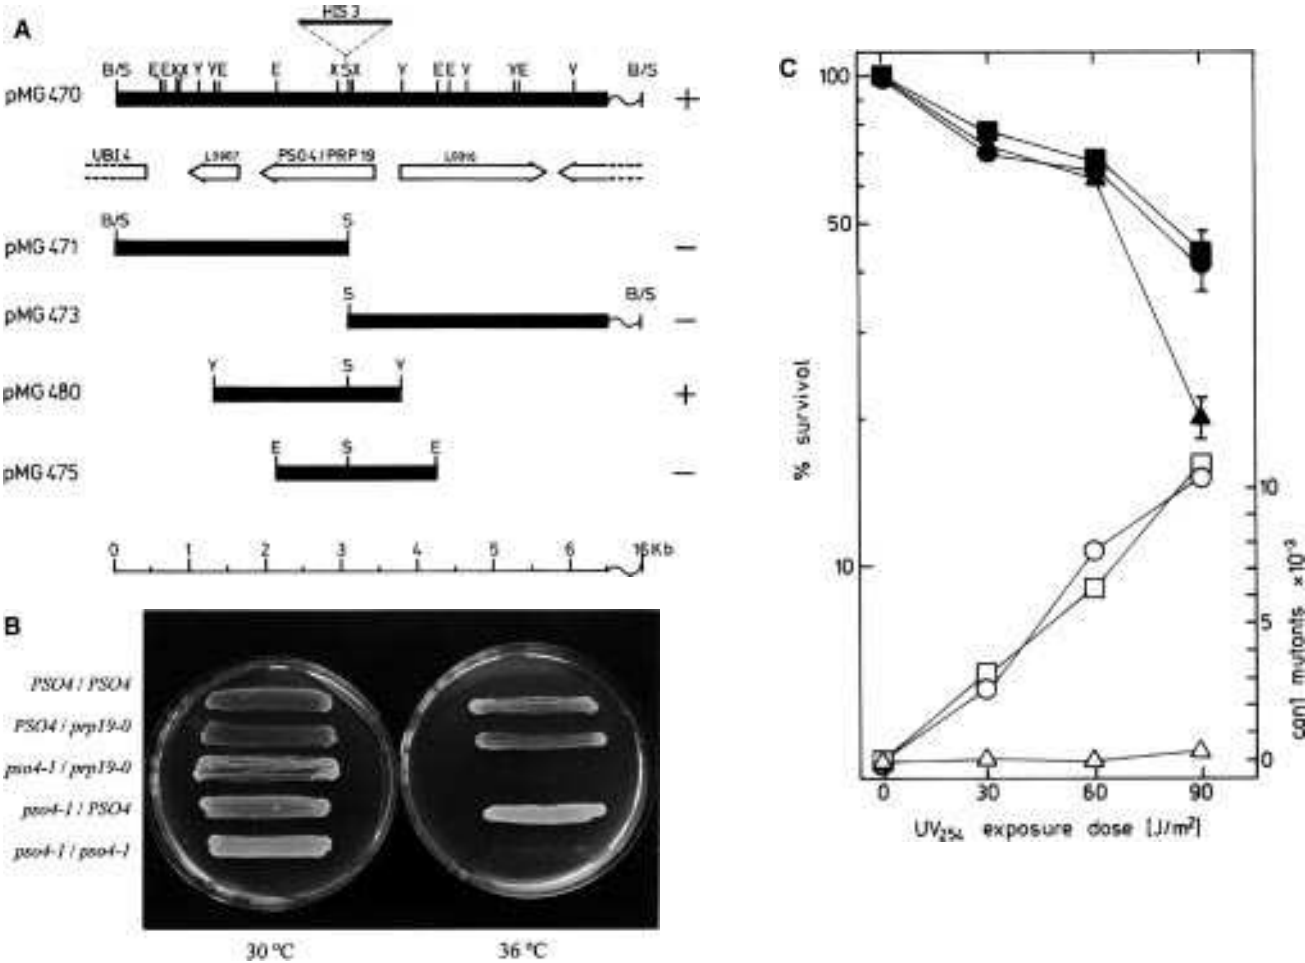 A
HIS 3
B/S E E X X Y Y E E X S X Y E E Y Y E Y B/S
pMG 470 +
UBI 4 PSO4 / PRP 19
B/S S
pMG 471 −
S B/S
pMG 473 −
Y S Y
pMG 480 +
E S E
pMG 475 −
0 1 2 3 4 5 6 16 Kb
B
PSO4 / PSO4
PSO4 / prp19-0
pso4-1 / prp19-0
pso4-1 / PSO4
pso4-1 / pso4-1
30 °C 36 °C
C
100
50
10
% survival
10
5
0
can1 mutants ×10⁻³
0 30 60 90
UV₂₅₄ exposure dose [J/m²]